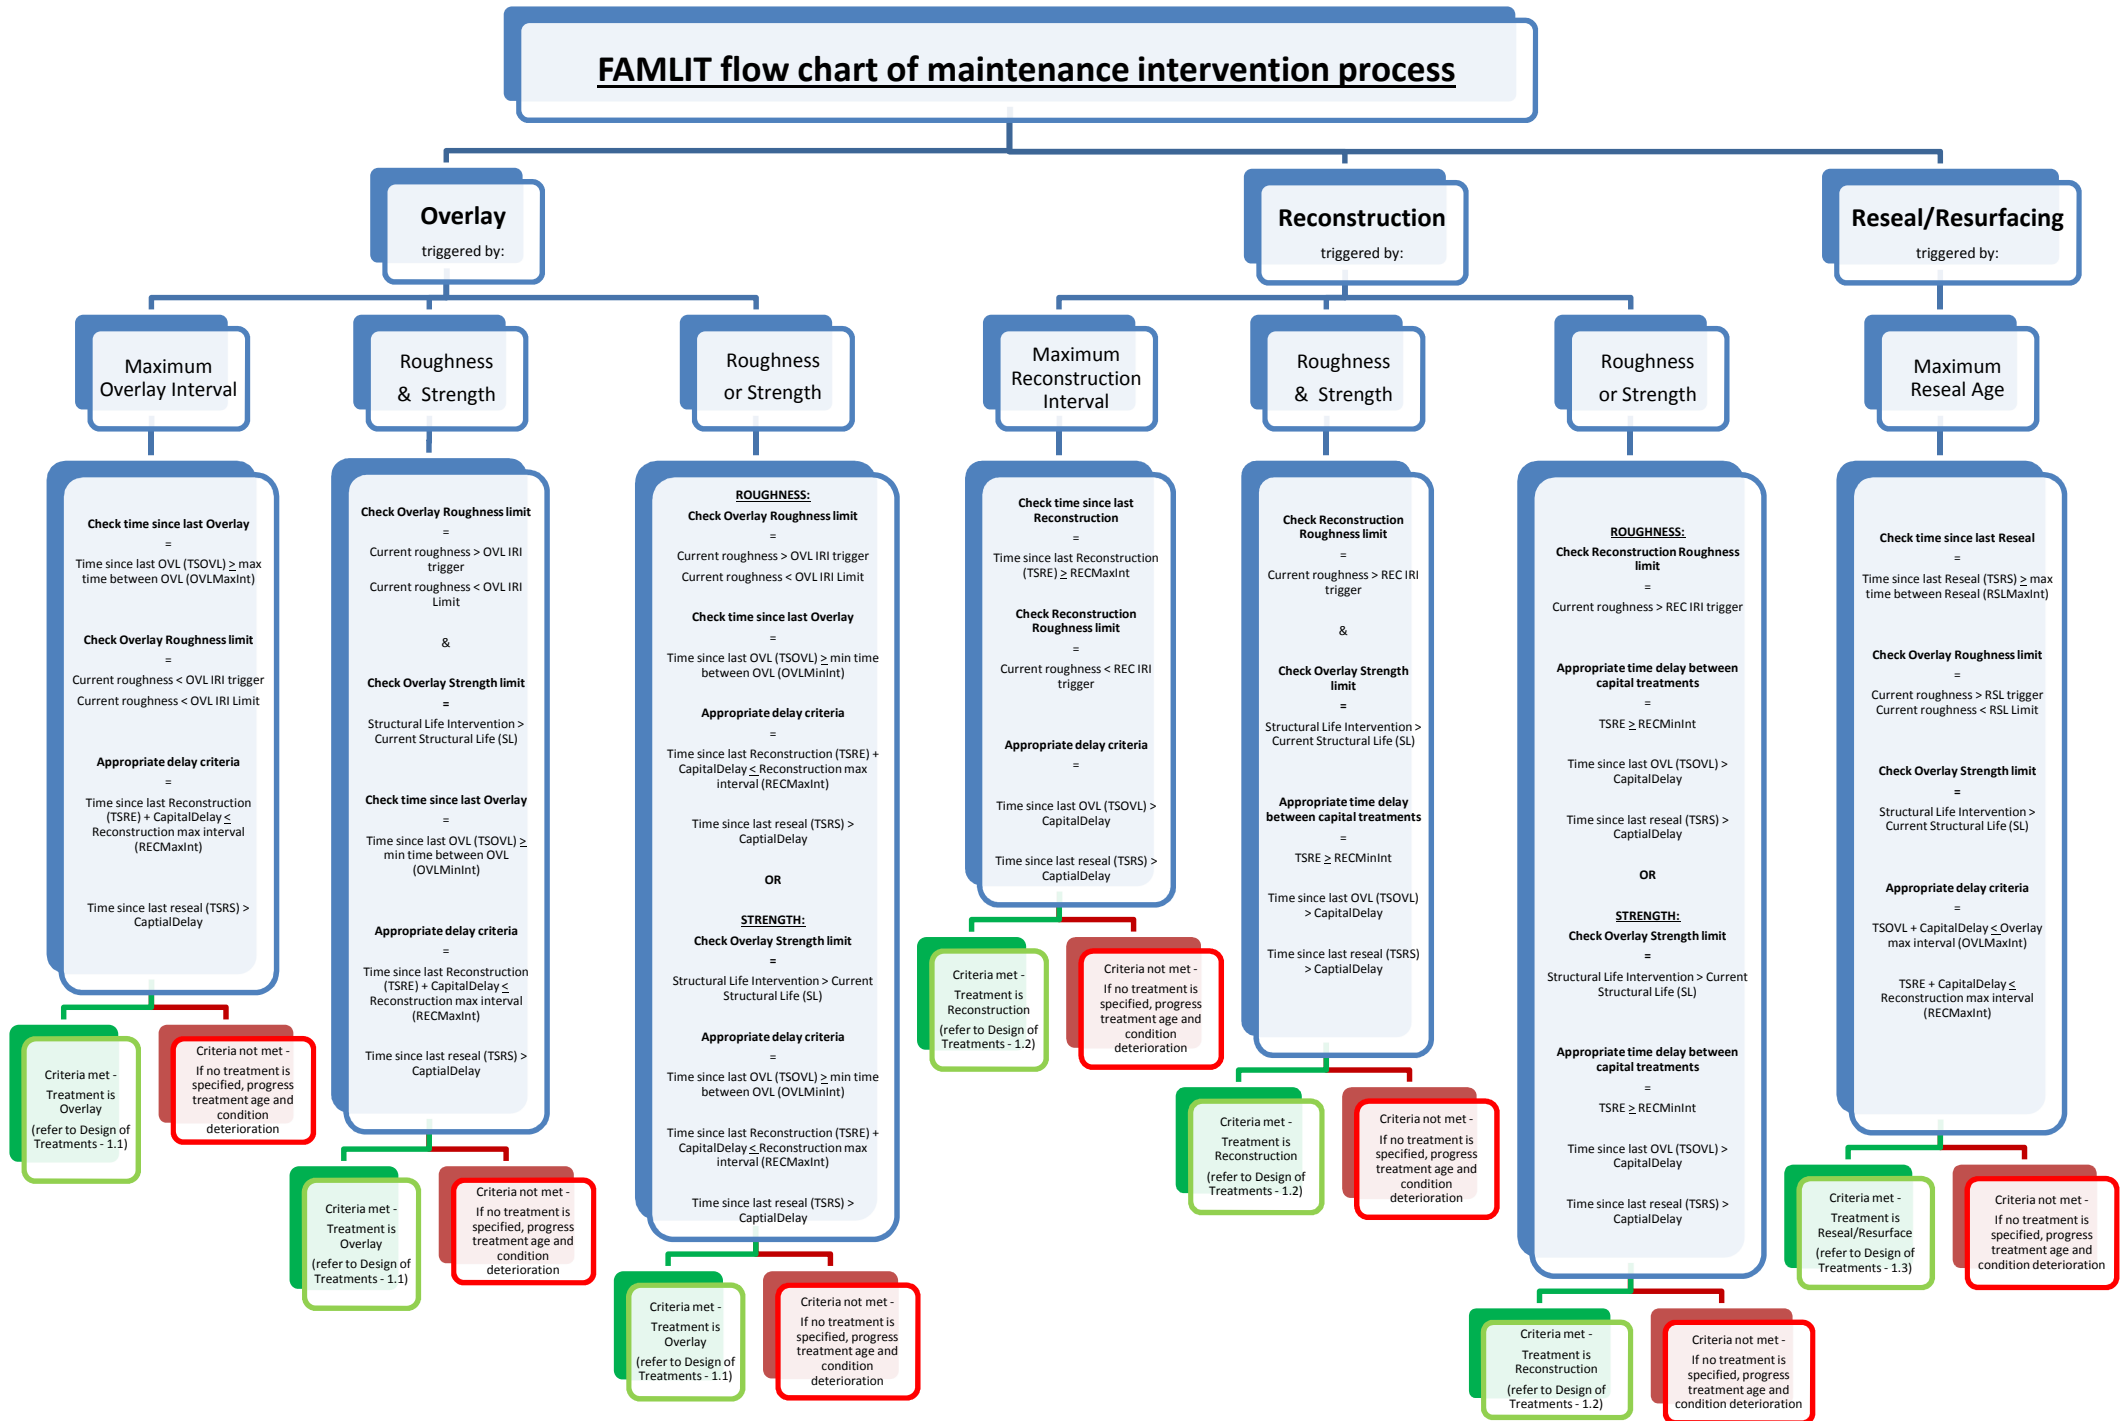 FAMLIT flow chart of maintenance intervention process
Overlay
triggered by:
Reconstruction
triggered by:
Reseal/Resurfacing
triggered by:
Maximum
Overlay Interval
Roughness
& Strength
Roughness
or Strength
Maximum
Reconstruction
Interval
Roughness
& Strength
Roughness
or Strength
Maximum
Reseal Age
Check time since last Overlay
=
Time since last OVL (TSOVL) ≥ max
time between OVL (OVLMaxInt)
Check Overlay Roughness limit
=
Current roughness < OVL IRI trigger
Current roughness < OVL IRI Limit
Appropriate delay criteria
=
Time since last Reconstruction
(TSRE) + CapitalDelay ≤
Reconstruction max interval
(RECMaxInt)
Time since last reseal (TSRS) >
CaptialDelay
Criteria met -
Treatment is
Overlay
(refer to Design of
Treatments - 1.1)
Criteria not met -
If no treatment is
specified, progress
treatment age and
condition
deterioration
Check Overlay Roughness limit
=
Current roughness > OVL IRI
trigger
Current roughness < OVL IRI
Limit
&
Check Overlay Strength limit
=
Structural Life Intervention >
Current Structural Life (SL)
Check time since last Overlay
=
Time since last OVL (TSOVL) ≥
min time between OVL
(OVLMinInt)
Appropriate delay criteria
=
Time since last Reconstruction
(TSRE) + CapitalDelay ≤
Reconstruction max interval
(RECMaxInt)
Time since last reseal (TSRS) >
CaptialDelay
Criteria met -
Treatment is
Overlay
(refer to Design of
Treatments - 1.1)
Criteria not met -
If no treatment is
specified, progress
treatment age and
condition
deterioration
ROUGHNESS:
Check Overlay Roughness limit
=
Current roughness > OVL IRI trigger
Current roughness < OVL IRI Limit
Check time since last Overlay
=
Time since last OVL (TSOVL) ≥ min time
between OVL (OVLMinInt)
Appropriate delay criteria
=
Time since last Reconstruction (TSRE) +
CapitalDelay ≤ Reconstruction max
interval (RECMaxInt)
Time since last reseal (TSRS) >
CaptialDelay
OR
STRENGTH:
Check Overlay Strength limit
=
Structural Life Intervention > Current
Structural Life (SL)
Appropriate delay criteria
=
Time since last OVL (TSOVL) ≥ min time
between OVL (OVLMinInt)
Time since last Reconstruction (TSRE) +
CapitalDelay ≤ Reconstruction max
interval (RECMaxInt)
Time since last reseal (TSRS) >
CaptialDelay
Criteria met -
Treatment is
Overlay
(refer to Design of
Treatments - 1.1)
Criteria not met -
If no treatment is
specified, progress
treatment age and
condition
deterioration
Check time since last
Reconstruction
=
Time since last Reconstruction
(TSRE) ≥ RECMaxInt
Check Reconstruction
Roughness limit
=
Current roughness < REC IRI
trigger
Appropriate delay criteria
=
Time since last OVL (TSOVL) >
CapitalDelay
Time since last reseal (TSRS) >
CaptialDelay
Criteria met -
Treatment is
Reconstruction
(refer to Design of
Treatments - 1.2)
Criteria not met -
If no treatment is
specified, progress
treatment age and
condition
deterioration
Check Reconstruction
Roughness limit
=
Current roughness > REC IRI
trigger
&
Check Overlay Strength
limit
=
Structural Life Intervention >
Current Structural Life (SL)
Appropriate time delay
between capital treatments
=
TSRE ≥ RECMinInt
Time since last OVL (TSOVL)
> CapitalDelay
Time since last reseal (TSRS)
> CaptialDelay
Criteria met -
Treatment is
Reconstruction
(refer to Design of
Treatments - 1.2)
Criteria not met -
If no treatment is
specified, progress
treatment age and
condition
deterioration
ROUGHNESS:
Check Reconstruction Roughness
limit
=
Current roughness > REC IRI trigger
Appropriate time delay between
capital treatments
=
TSRE ≥ RECMinInt
Time since last OVL (TSOVL) >
CapitalDelay
Time since last reseal (TSRS) >
CaptialDelay
OR
STRENGTH:
Check Overlay Strength limit
=
Structural Life Intervention > Current
Structural Life (SL)
Appropriate time delay between
capital treatments
=
TSRE ≥ RECMinInt
Time since last OVL (TSOVL) >
CapitalDelay
Time since last reseal (TSRS) >
CaptialDelay
Criteria met -
Treatment is
Reconstruction
(refer to Design of
Treatments - 1.2)
Criteria not met -
If no treatment is
specified, progress
treatment age and
condition deterioration
Check time since last Reseal
=
Time since last Reseal (TSRS) ≥ max
time between Reseal (RSLMaxInt)
Check Overlay Roughness limit
=
Current roughness > RSL trigger
Current roughness < RSL Limit
Check Overlay Strength limit
=
Structural Life Intervention >
Current Structural Life (SL)
Appropriate delay criteria
=
TSOVL + CapitalDelay ≤ Overlay
max interval (OVLMaxInt)
TSRE + CapitalDelay ≤
Reconstruction max interval
(RECMaxInt)
Criteria met -
Treatment is
Reseal/Resurface
(refer to Design of
Treatments - 1.3)
Criteria not met -
If no treatment is
specified, progress
treatment age and
condition deterioration